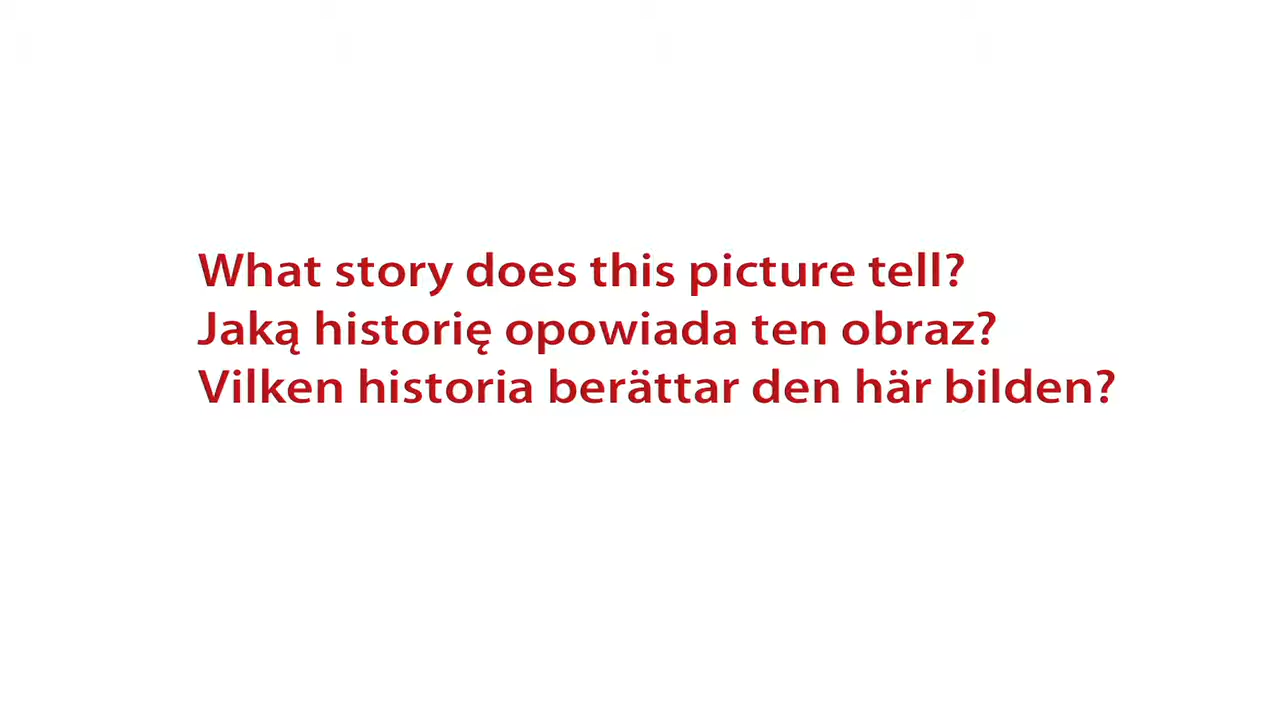 What story does this picture tell?
Jaką historię opowiada ten obraz?
Vilken historia berättar den här bilden?